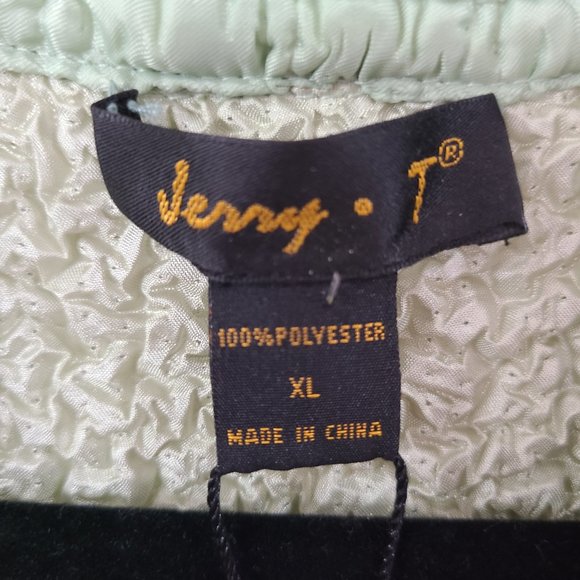 Jerry • T®
100%POLYESTER
XL
MADE IN CHINA